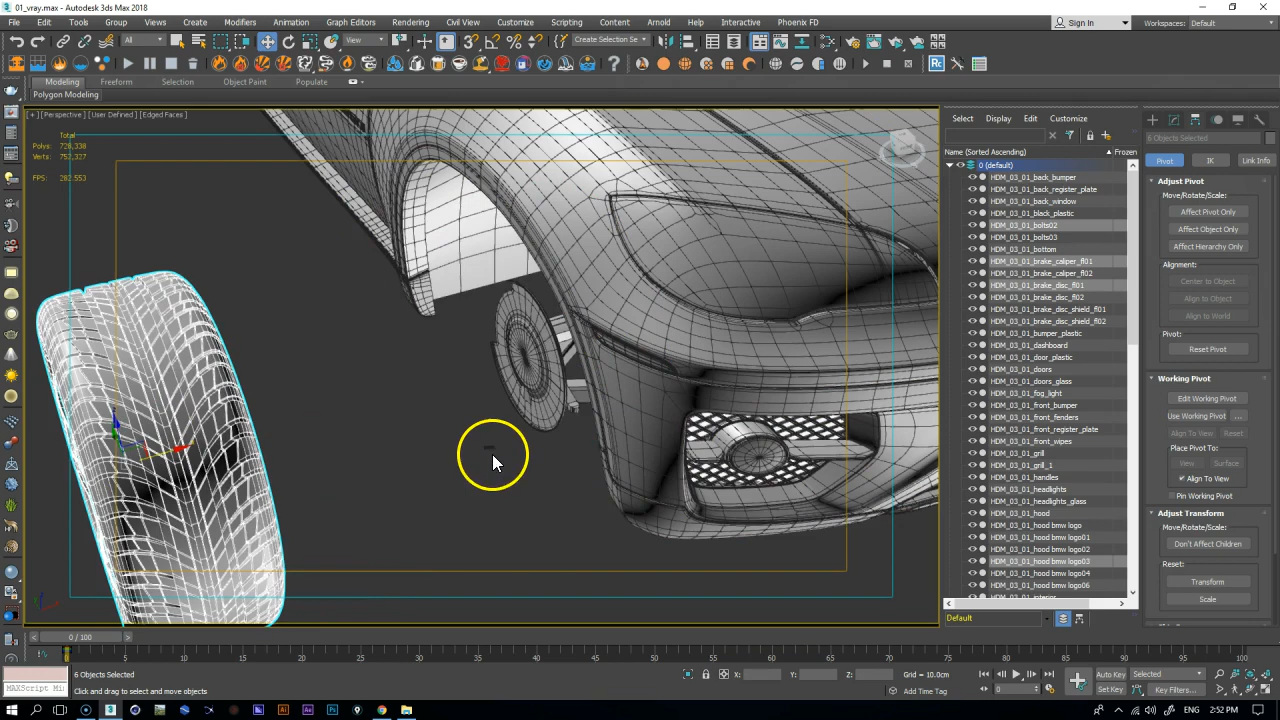 01_vray.max - Autodesk 3ds Max 2018
File Edit Tools Group Views Create Modifiers Animation Graph Editors Rendering Civil View Customize Scripting Content Arnold Help Interactive Phoenix FD Sign In Workspaces: Default
All View Create Selection Se
Modeling Freeform Selection Object Paint Populate
Polygon Modeling
[ + ] [Perspective ] [User Defined ] [Edged Faces ]
Total
Polys: 728,338
Verts: 752,327
FPS: 282.553
Select Display Edit Customize
Name (Sorted Ascending) Frozen
0 (default)
HDM_03_01_back_bumper
HDM_03_01_back_register_plate
HDM_03_01_back_window
HDM_03_01_black_plastic
HDM_03_01_bolts02
HDM_03_01_bolts03
HDM_03_01_bottom
HDM_03_01_brake_caliper_fl01
HDM_03_01_brake_caliper_fl02
HDM_03_01_brake_disc_fl01
HDM_03_01_brake_disc_fl02
HDM_03_01_brake_disc_shield_fl01
HDM_03_01_brake_disc_shield_fl02
HDM_03_01_bumper_plastic
HDM_03_01_dashboard
HDM_03_01_door_plastic
HDM_03_01_doors
HDM_03_01_doors_glass
HDM_03_01_fog_light
HDM_03_01_front_bumper
HDM_03_01_front_fenders
HDM_03_01_front_register_plate
HDM_03_01_front_wipes
HDM_03_01_grill
HDM_03_01_grill_1
HDM_03_01_handles
HDM_03_01_headlights
HDM_03_01_headlights_glass
HDM_03_01_hood
HDM_03_01_hood bmw logo
HDM_03_01_hood bmw logo01
HDM_03_01_hood bmw logo02
HDM_03_01_hood bmw logo03
HDM_03_01_hood bmw logo04
HDM_03_01_hood bmw logo06
Default
6 Objects Selected
Pivot IK Link Info
Adjust Pivot
Move/Rotate/Scale:
Affect Pivot Only
Affect Object Only
Affect Hierarchy Only
Alignment:
Center to Object
Align to Object
Align to World
Pivot:
Reset Pivot
Working Pivot
Edit Working Pivot
Use Working Pivot ...
Align To View Reset
Place Pivot To:
View Surface
Align To View
Pin Working Pivot
Adjust Transform
Move/Rotate/Scale:
Don't Affect Children
Reset:
Transform
Scale
0 / 100
0 5 10 15 20 25 30 35 40 45 50 55 60 65 70 75 80 85 90 95 100
6 Objects Selected X: Y: Z: Grid = 10.0cm Auto Key Selected
MAXScript Mi Click and drag to select and move objects Add Time Tag 0 Set Key Key Filters...
ENG 2:52 PM